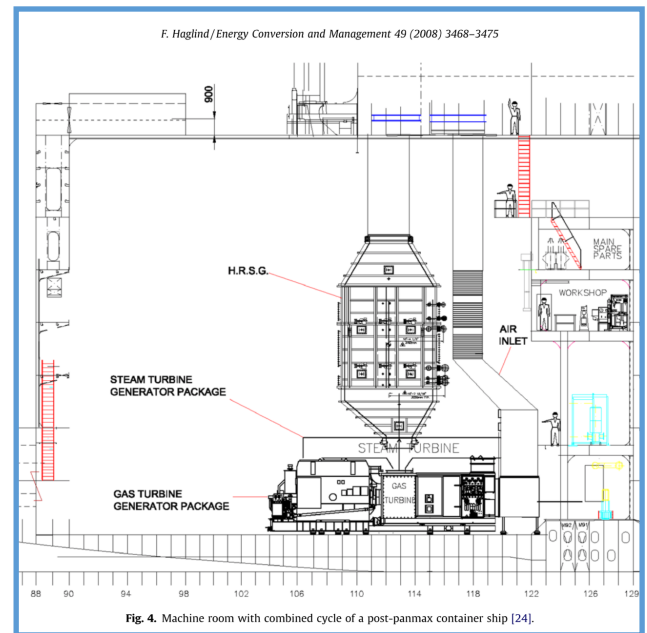 F. Haglind / Energy Conversion and Management 49 (2008) 3468–3475
900
MAIN
SPARE
PARTS
H.R.S.G.
WORKSHOP
AIR
INLET
STEAM TURBINE
GENERATOR PACKAGE
STEAM TURBINE
GAS
TURBINE
GAS TURBINE
GENERATOR PACKAGE
88 90 94 98 102 106 110 114 118 122 126 129
Fig. 4. Machine room with combined cycle of a post-panmax container ship [24].